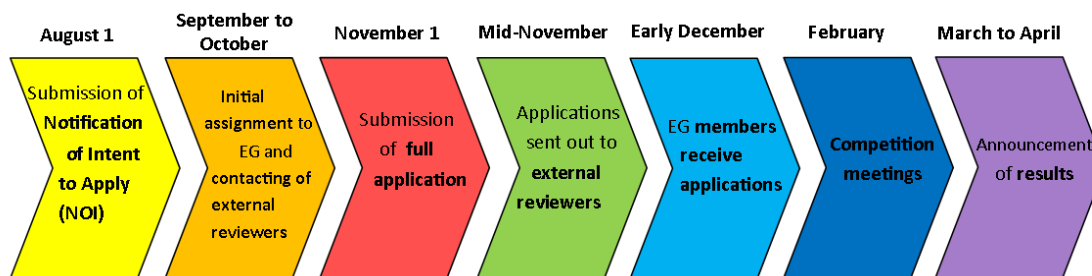 August 1
Submission of
Notification
of Intent
to Apply
(NOI)
September to
October
Initial
assignment to
EG and
contacting of
external
reviewers
November 1
Submission
of full
application
Mid-November
Applications
sent out to
external
reviewers
Early December
EG members
receive
applications
February
Competition
meetings
March to April
Announcement
of results